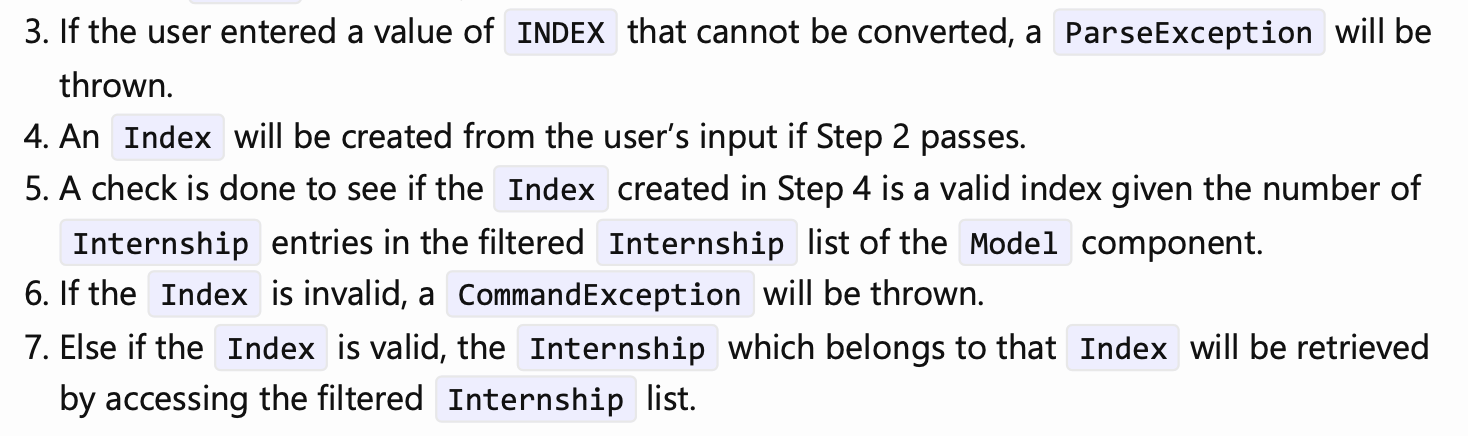 3. If the user entered a value of INDEX that cannot be converted, a ParseException will be
thrown.
4. An Index will be created from the user’s input if Step 2 passes.
5. A check is done to see if the Index created in Step 4 is a valid index given the number of
Internship entries in the filtered Internship list of the Model component.
6. If the Index is invalid, a CommandException will be thrown.
7. Else if the Index is valid, the Internship which belongs to that Index will be retrieved
by accessing the filtered Internship list.